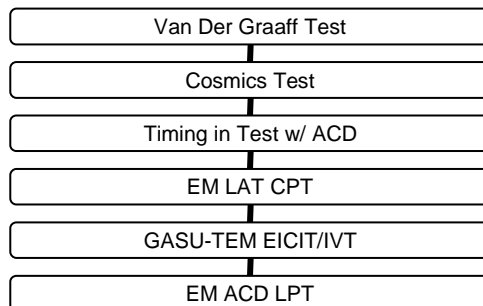 Van Der Graaff Test
Cosmics Test
Timing in Test w/ ACD
EM LAT CPT
GASU-TEM EICIT/IVT
EM ACD LPT